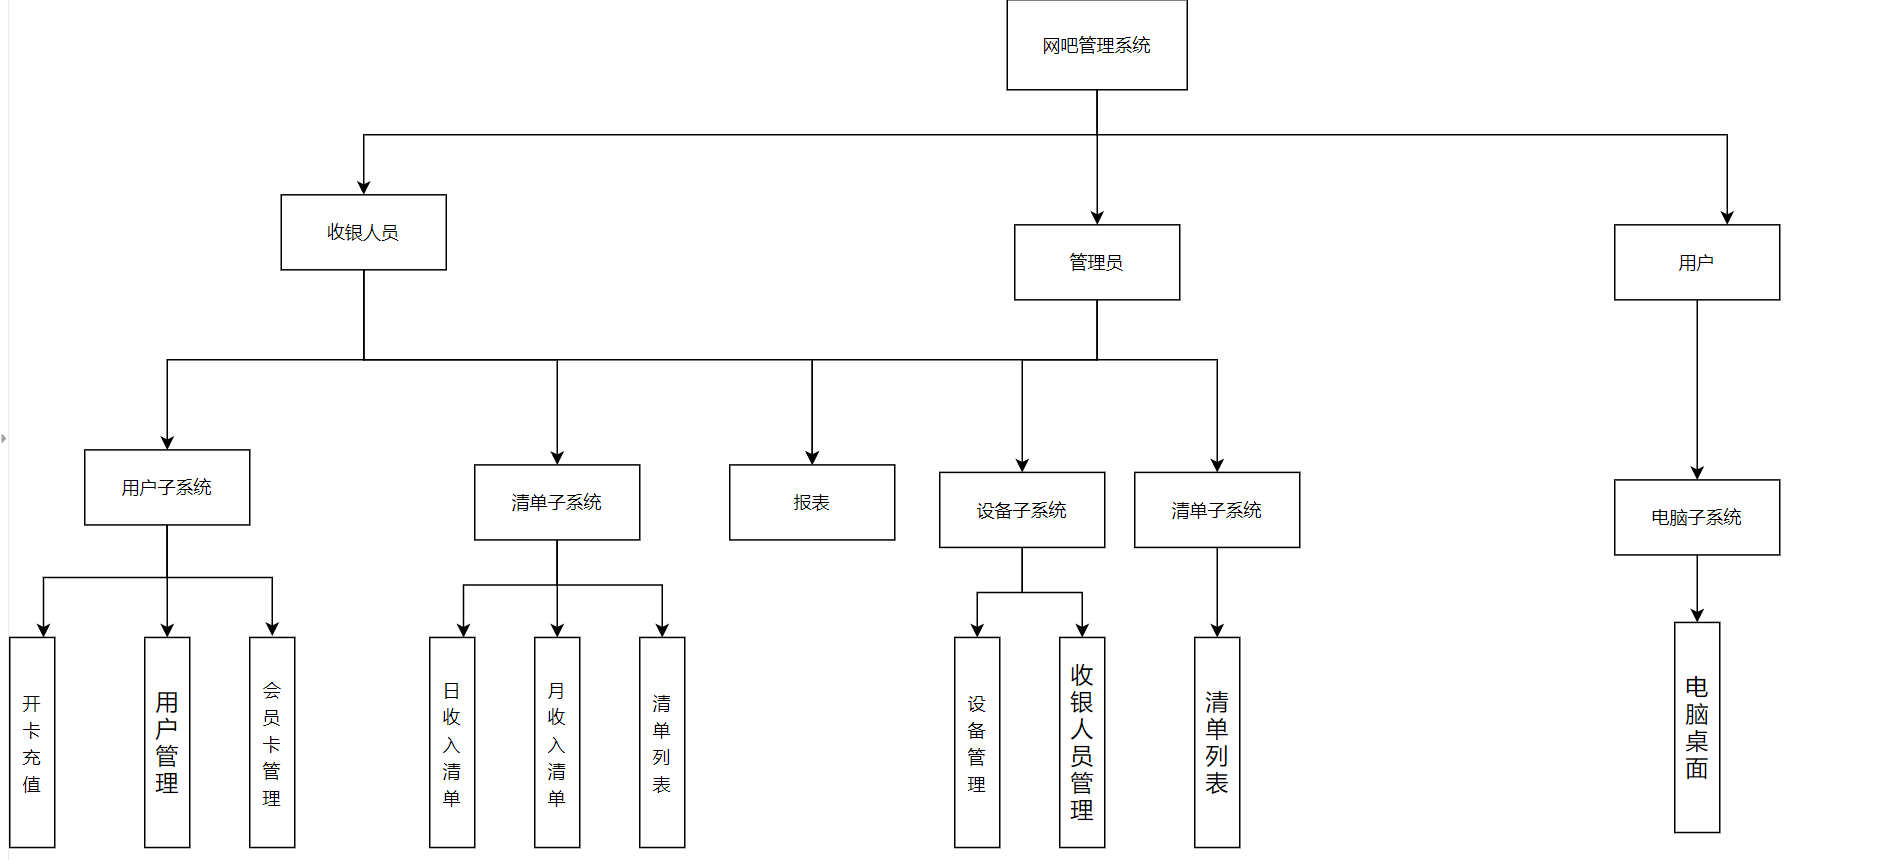 网吧管理系统
收银人员
管理员
用户
用户子系统
清单子系统
报表
设备子系统
清单子系统
电脑子系统
开卡充值
用户管理
会员卡管理
日收入清单
月收入清单
清单列表
设备管理
收银人员管理
清单列表
电脑桌面